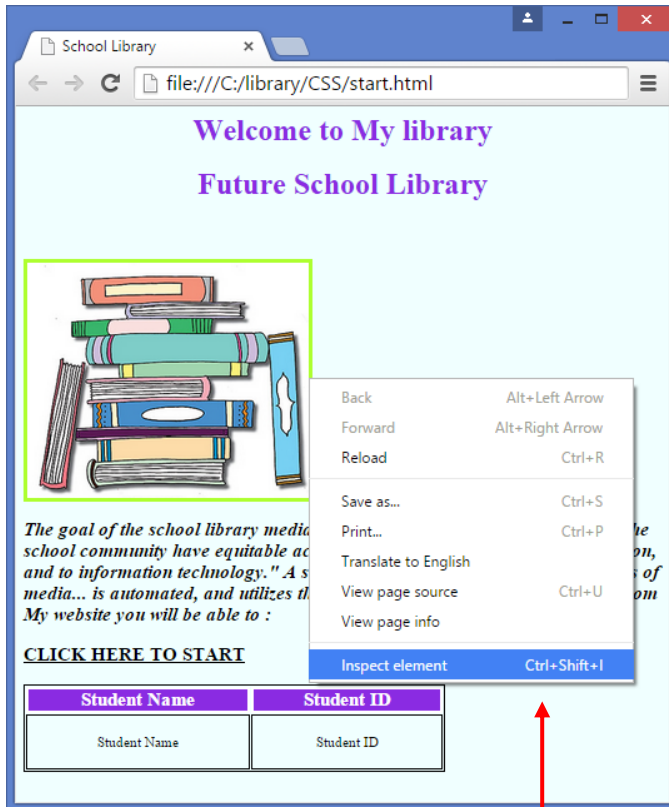 School Library
file:///C:/library/CSS/start.html
Welcome to My library
Future School Library
Back Alt+Left Arrow
Forward Alt+Right Arrow
Reload Ctrl+R
Save as... Ctrl+S
Print... Ctrl+P
Translate to English
View page source Ctrl+U
View page info
Inspect element Ctrl+Shift+I
The goal of the school library media he
school community have equitable ac on,
and to information technology." A s s of
media... is automated, and utilizes th om
My website you will be able to :
CLICK HERE TO START
Student Name Student ID
Student Name Student ID